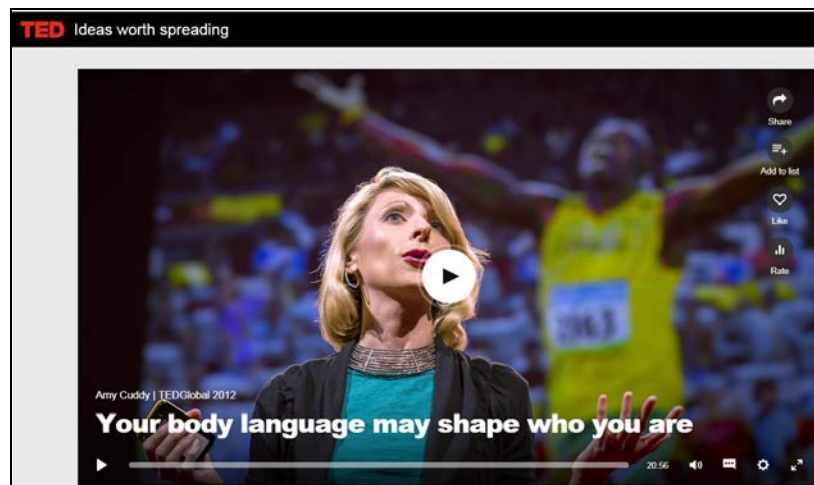 TED Ideas worth spreading
Share
Add to list
Like
Rate
Amy Cuddy | TEDGlobal 2012
Your body language may shape who you are
20:56